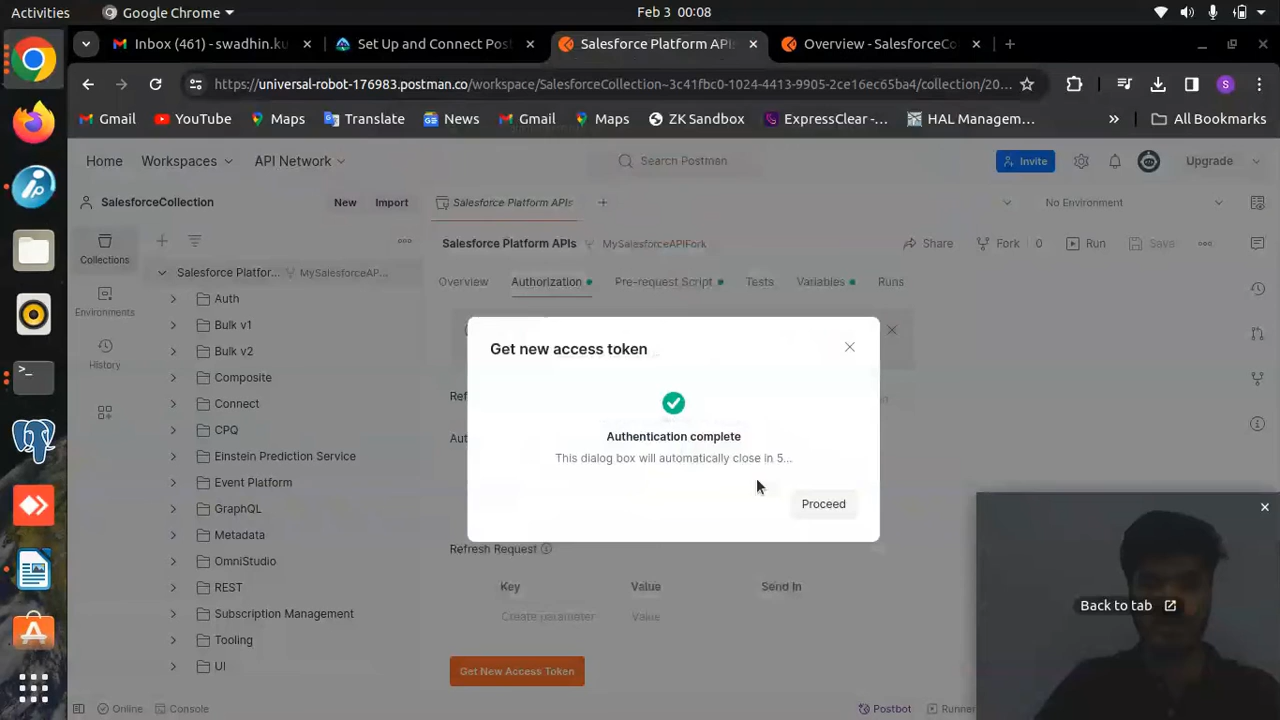 Activities
Google Chrome
Feb 3 00:08
Inbox (461) - swadhin.ku
Set Up and Connect Post
Salesforce Platform APIs
Overview - SalesforceCo
https://universal-robot-176983.postman.co/workspace/SalesforceCollection~3c41fbc0-1024-4413-9905-2ce16ec65ba4/collection/20...
S
Gmail
YouTube
Maps
Translate
News
Gmail
Maps
ZK Sandbox
ExpressClear -...
HAL Managem...
»
All Bookmarks
Home
Workspaces
API Network
Search Postman
Invite
Upgrade
SalesforceCollection
New
Import
Salesforce Platform APIs
No Environment
Collections
Environments
History
Salesforce Platfor...
MySalesforceAP...
Auth
Bulk v1
Bulk v2
Composite
Connect
CPQ
Einstein Prediction Service
Event Platform
GraphQL
Metadata
OmniStudio
REST
Subscription Management
Tooling
UI
Salesforce Platform APIs
MySalesforceAPIFork
Share
Fork 0
Run
Save
Overview
Authorization
Pre-request Script
Tests
Variables
Runs
Get new access token
Authentication complete
This dialog box will automatically close in 5...
Proceed
Ref
Aut
Refresh Request
Key
Value
Send In
Create parameter
Value
Get New Access Token
Back to tab
Online
Console
Postbot
Runner